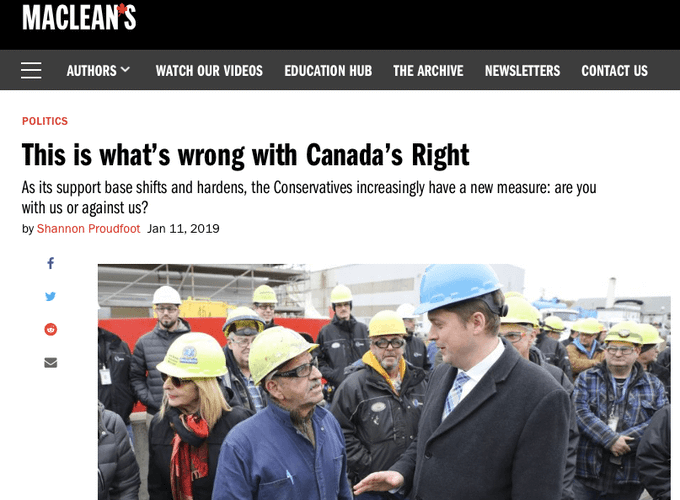 MACLEAN'S
AUTHORS WATCH OUR VIDEOS EDUCATION HUB THE ARCHIVE NEWSLETTERS CONTACT US
POLITICS
This is what's wrong with Canada's Right
As its support base shifts and hardens, the Conservatives increasingly have a new measure: are you
with us or against us?
by Shannon Proudfoot Jan 11, 2019